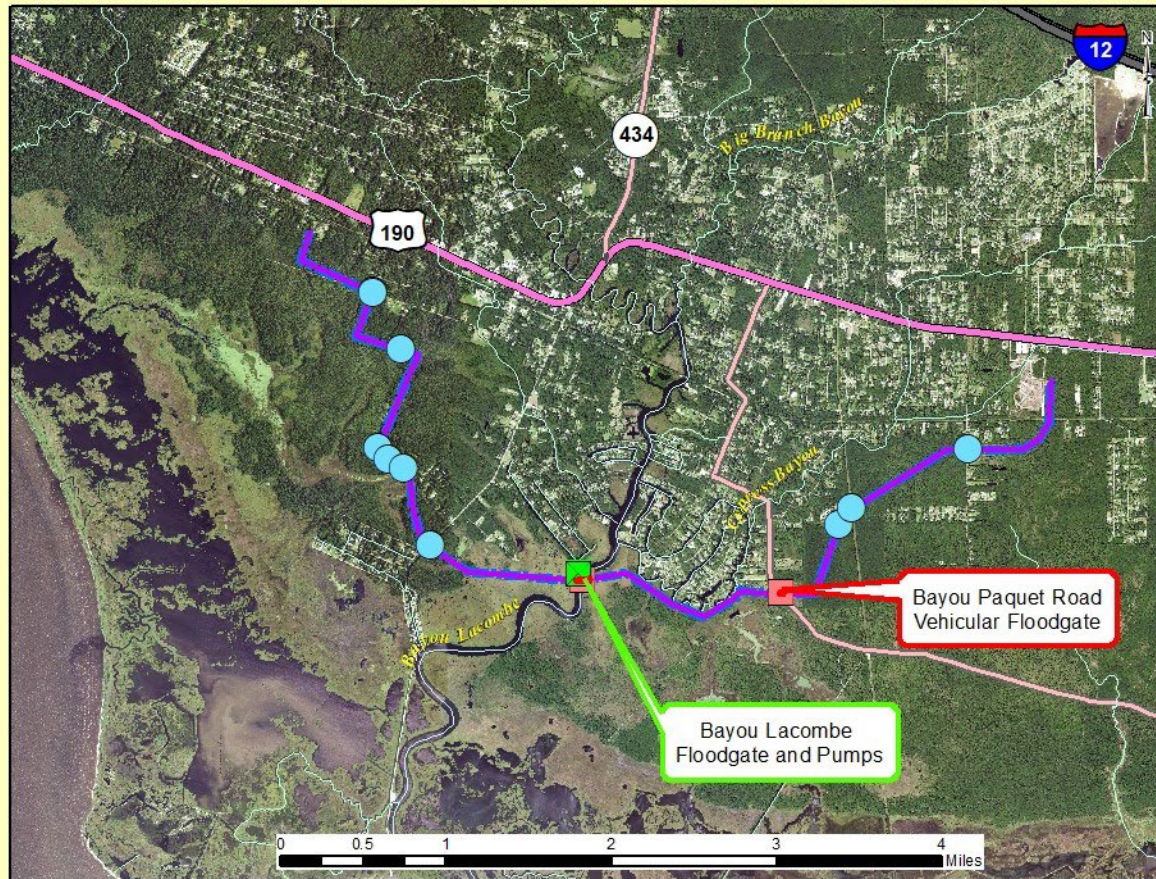 12
N
434
Big Branch Bayou
190
Cypress Bayou
Bayou Paquet Road
Vehicular Floodgate
Bayou Lacombe
Bayou Lacombe
Floodgate and Pumps
0 0.5 1 2 3 4
Miles